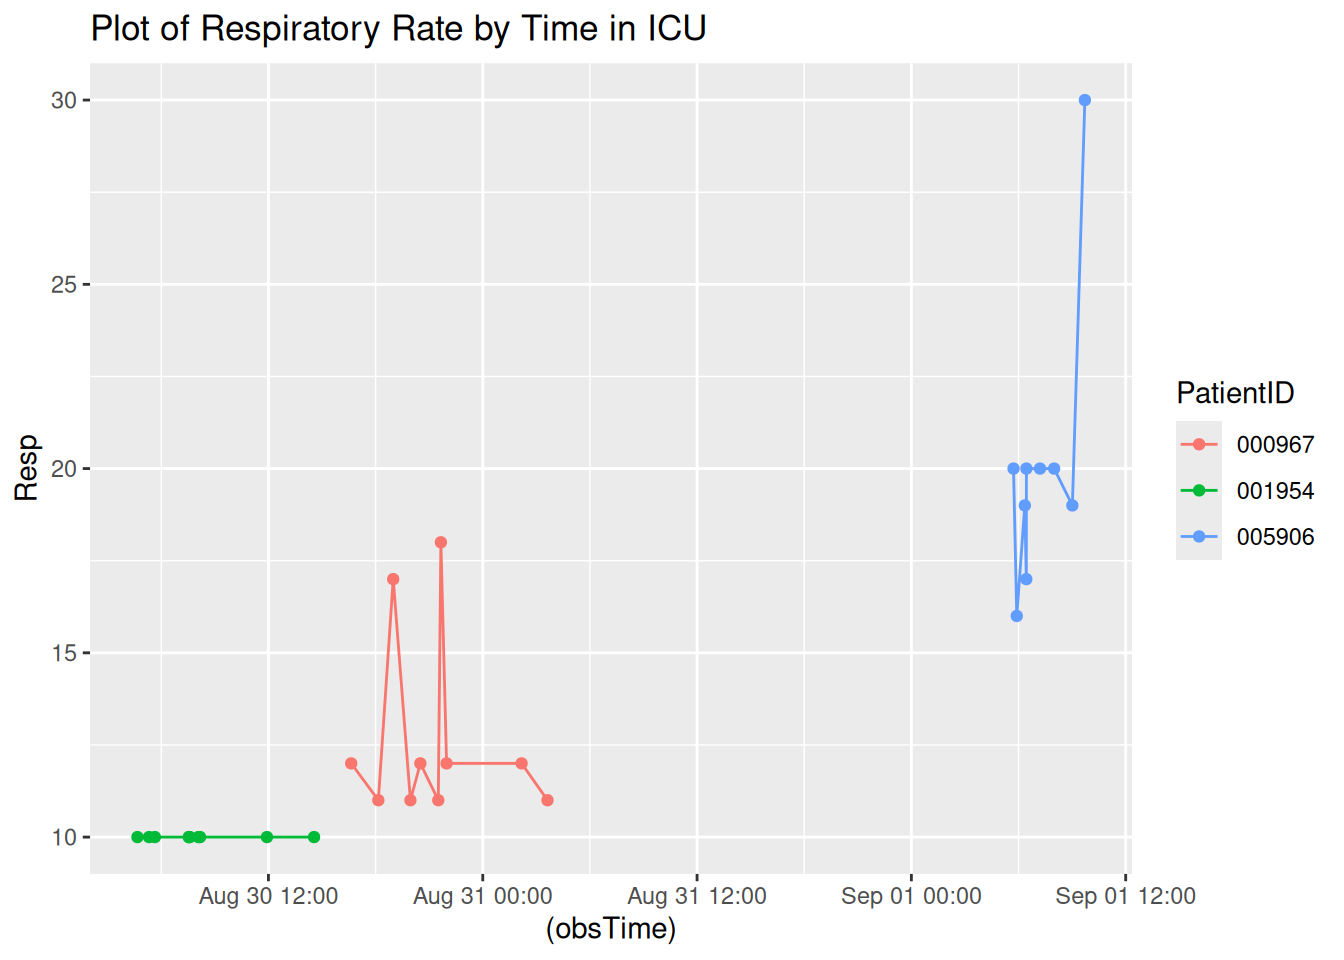 Plot of Respiratory Rate by Time in ICU
30
25
20
15
10
Resp
Aug 30 12:00 Aug 31 00:00 Aug 31 12:00 Sep 01 00:00 Sep 01 12:00
(obsTime)
PatientID
000967
001954
005906